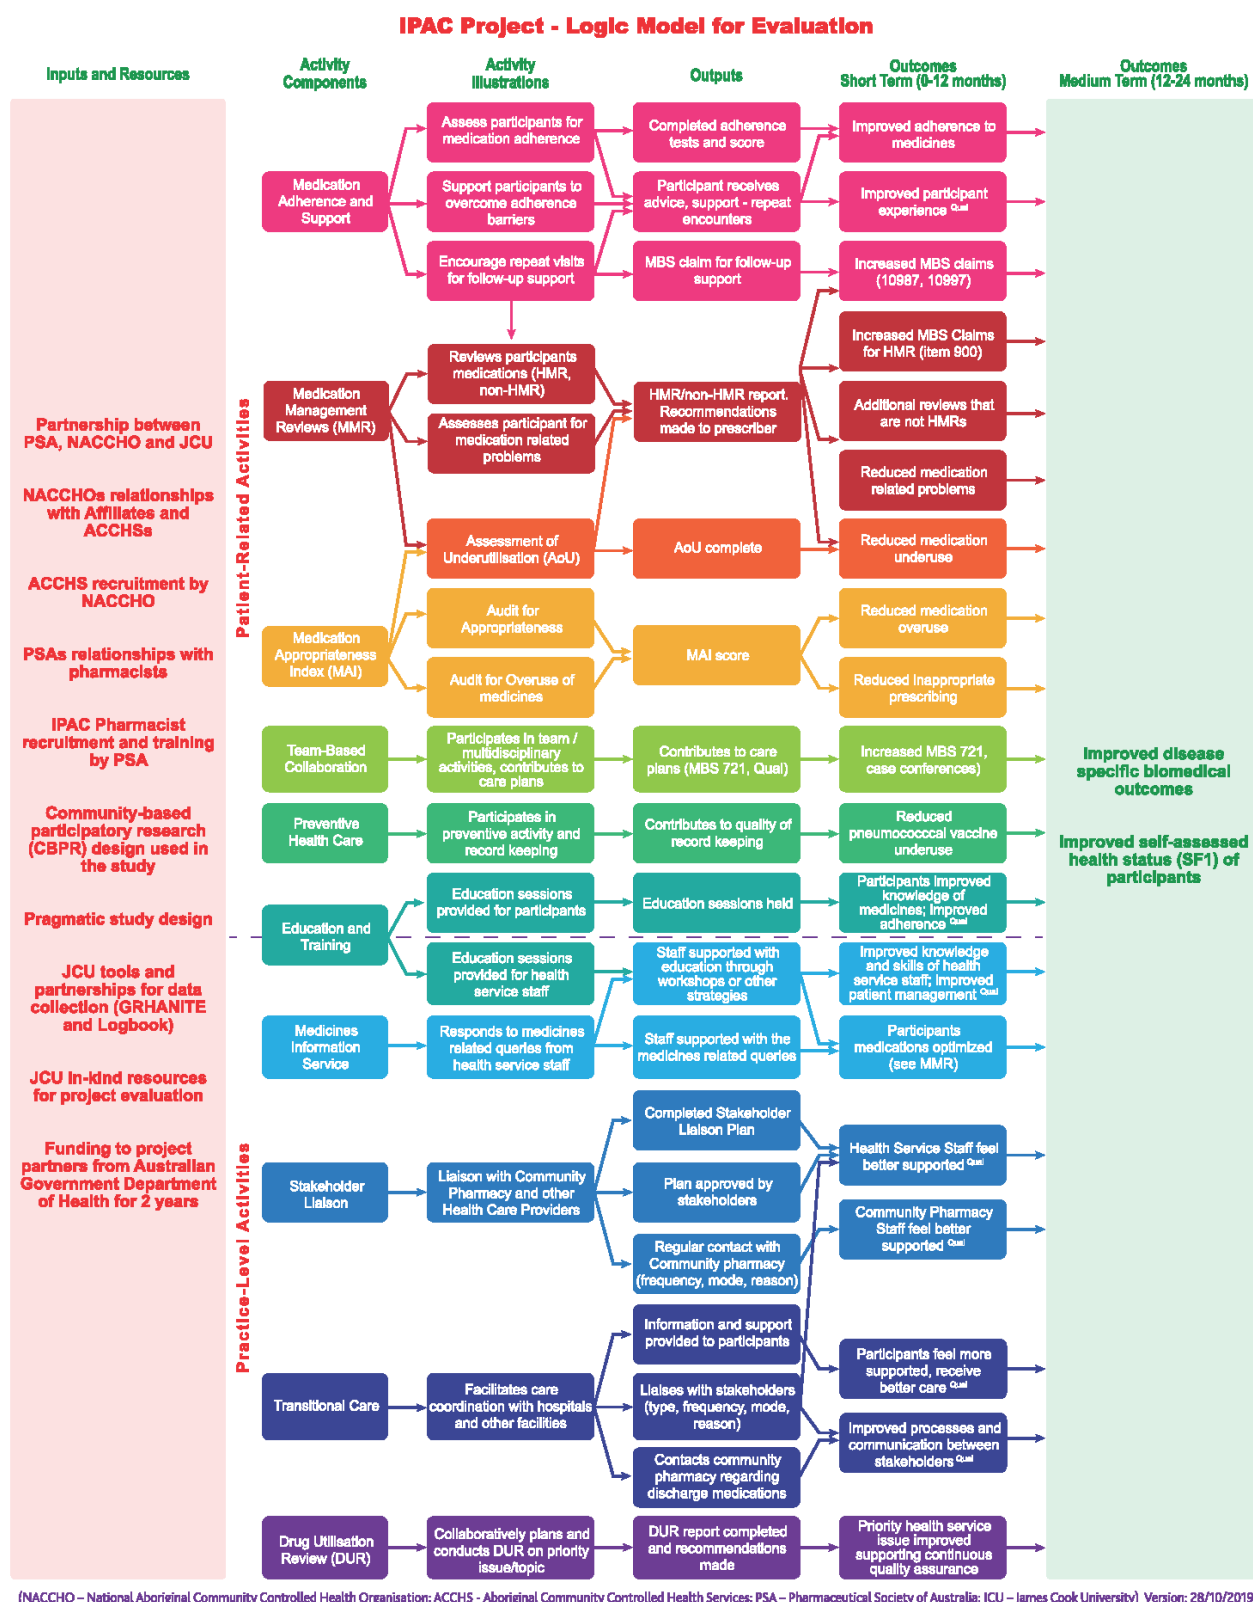 IPAC Project - Logic Model for Evaluation
Inputs and Resources
Activity
Components
Activity
Illustrations
Outputs
Outcomes
Short Term (0-12 months)
Outcomes
Medium Term (12-24 months)
Partnership between
PSA, NACCHO and JCU
NACCHOs relationships
with Affiliates and
ACCHSs
ACCHS recruitment by
NACCHO
PSAs relationships with
pharmacists
IPAC Pharmacist
recruitment and training
by PSA
Community-based
participatory research
(CBPR) design used in
the study
Pragmatic study design
JCU tools and
partnerships for data
collection (GRHANITE
and Logbook)
JCU in-kind resources
for project evaluation
Funding to project
partners from Australian
Government Department
of Health for 2 years
Patient-Related Activities
Medication
Adherence and
Support
Assess participants for
medication adherence
Completed adherence
tests and score
Improved adherence to
medicines
Support participants to
overcome adherence
barriers
Participant receives
advice, support - repeat
encounters
Improved participant
experience Qual
Encourage repeat visits
for follow-up support
MBS claim for follow-up
support
Increased MBS claims
(10987, 10997)
Medication
Management
Reviews (MMR)
Reviews participants
medications (HMR,
non-HMR)
Assesses participant for
medication related
problems
HMR/non-HMR report.
Recommendations
made to prescriber
Increased MBS Claims
for HMR (item 900)
Additional reviews that
are not HMRs
Reduced medication
related problems
Assessment of
Underutilisation (AoU)
AoU complete
Reduced medication
underuse
Medication
Appropriateness
Index (MAI)
Audit for
Appropriateness
Audit for Overuse of
medicines
MAI score
Reduced medication
overuse
Reduced inappropriate
prescribing
Team-Based
Collaboration
Participates in team /
multidisciplinary
activities, contributes to
care plans
Contributes to care
plans (MBS 721, Qual)
Increased MBS 721,
case conferences)
Preventive
Health Care
Participates in
preventive activity and
record keeping
Contributes to quality of
record keeping
Reduced
pneumococccal vaccine
underuse
Education and
Training
Education sessions
provided for participants
Education sessions held
Participants improved
knowledge of
medicines; improved
adherence Qual
Education sessions
provided for health
service staff
Staff supported with
education through
workshops or other
strategies
Improved knowledge
and skills of health
service staff; improved
patient management Qual
Practice-Level Activities
Medicines
Information
Service
Responds to medicines
related queries from
health service staff
Staff supported with the
medicines related queries
Participants
medications optimized
(see MMR)
Stakeholder
Liaison
Liaison with Community
Pharmacy and other
Health Care Providers
Completed Stakeholder
Liaison Plan
Plan approved by
stakeholders
Regular contact with
Community pharmacy
(frequency, mode, reason)
Health Service Staff feel
better supported Qual
Community Pharmacy
Staff feel better
supported Qual
Transitional Care
Facilitates care
coordination with hospitals
and other facilities
Information and support
provided to participants
Liaises with stakeholders
(type, frequency, mode,
reason)
Contacts community
pharmacy regarding
discharge medications
Participants feel more
supported, receive
better care Qual
Improved processes and
communication between
stakeholders Qual
Drug Utilisation
Review (DUR)
Collaboratively plans and
conducts DUR on priority
issue/topic
DUR report completed
and recommendations
made
Priority health service
issue improved
supporting continuous
quality assurance
Improved disease
specific biomedical
outcomes
Improved self-assessed
health status (SF1) of
participants
(NACCHO – National Aboriginal Community Controlled Health Organisation; ACCHS - Aboriginal Community Controlled Health Services; PSA – Pharmaceutical Society of Australia; JCU – James Cook University) Version: 28/10/2019